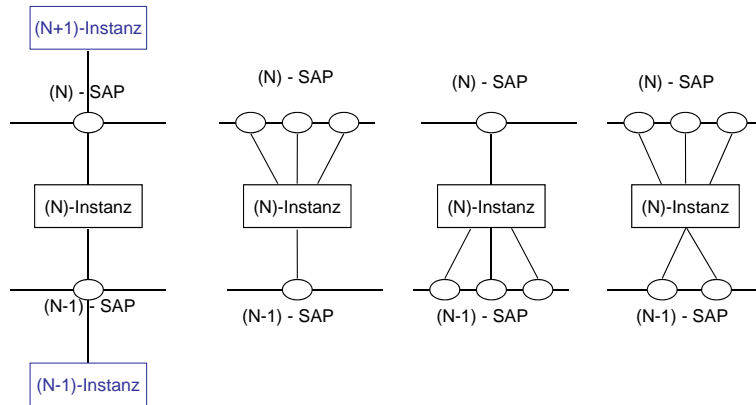 (N+1)-Instanz
(N) - SAP
(N)-Instanz
(N-1) - SAP
(N-1)-Instanz
(N) - SAP
(N)-Instanz
(N-1) - SAP
(N) - SAP
(N)-Instanz
(N-1) - SAP
(N) - SAP
(N)-Instanz
(N-1) - SAP